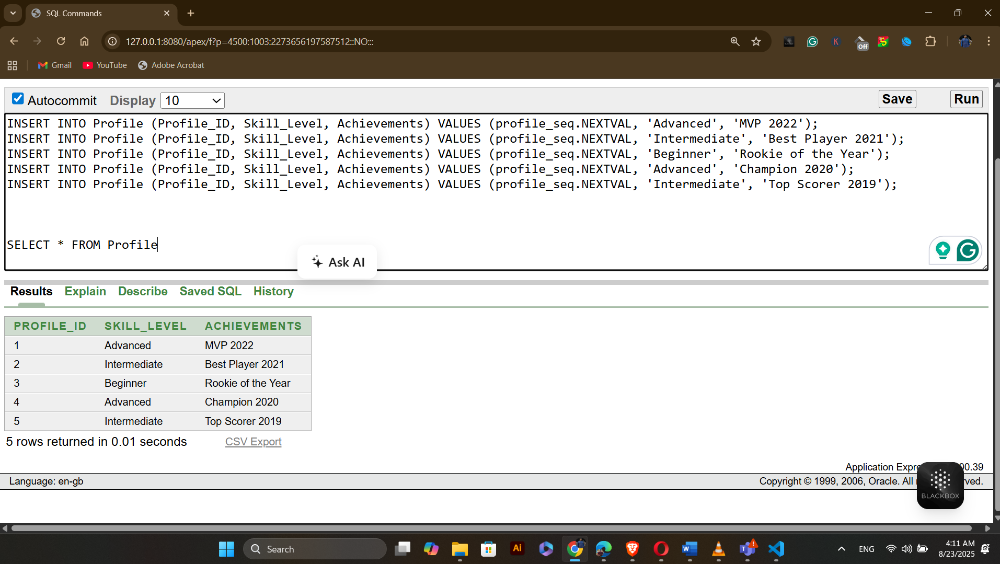 SQL Commands
127.0.0.1:8080/apex/f?p=4500:1003:2273656197587512::NO:::
K
Off
Gmail
YouTube
Adobe Acrobat
Autocommit
Display
10
Save
Run
INSERT INTO Profile (Profile_ID, Skill_Level, Achievements) VALUES (profile_seq.NEXTVAL, 'Advanced', 'MVP 2022');
INSERT INTO Profile (Profile_ID, Skill_Level, Achievements) VALUES (profile_seq.NEXTVAL, 'Intermediate', 'Best Player 2021');
INSERT INTO Profile (Profile_ID, Skill_Level, Achievements) VALUES (profile_seq.NEXTVAL, 'Beginner', 'Rookie of the Year');
INSERT INTO Profile (Profile_ID, Skill_Level, Achievements) VALUES (profile_seq.NEXTVAL, 'Advanced', 'Champion 2020');
INSERT INTO Profile (Profile_ID, Skill_Level, Achievements) VALUES (profile_seq.NEXTVAL, 'Intermediate', 'Top Scorer 2019');
SELECT * FROM Profile
Ask AI
Results Explain Describe Saved SQL History
PROFILE_ID SKILL_LEVEL ACHIEVEMENTS
1 Advanced MVP 2022
2 Intermediate Best Player 2021
3 Beginner Rookie of the Year
4 Advanced Champion 2020
5 Intermediate Top Scorer 2019
5 rows returned in 0.01 seconds
CSV Export
Application Expre 00.39
Language: en-gb
Copyright © 1999, 2006, Oracle. All rved.
BLACKBOX
Search
Ai
ENG
4:11 AM
8/23/2025